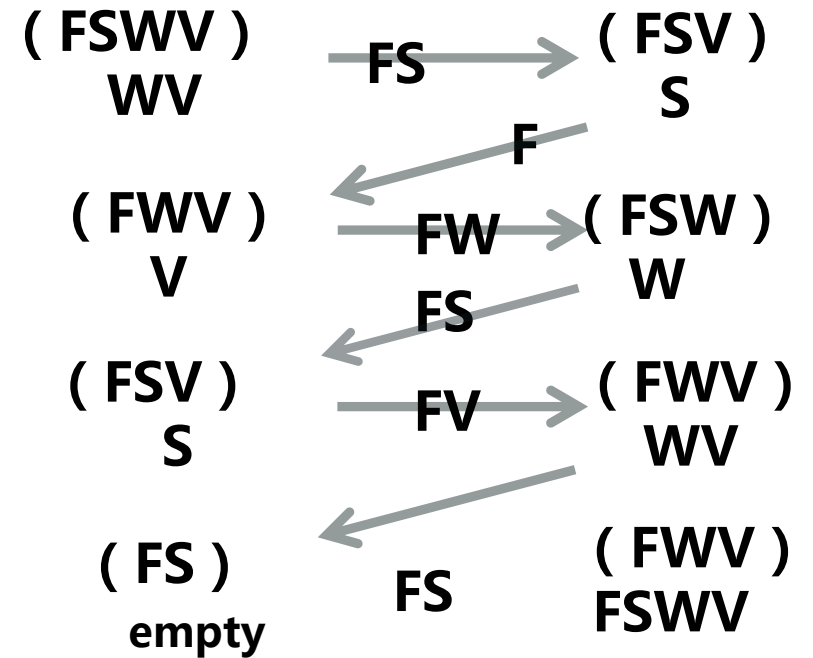 ( FSWV )
FS
( FSV )
WV
S
F
( FWV )
FW
( FSW )
V
W
FS
( FSV )
FV
( FWV )
S
WV
( FS )
FS
( FWV )
empty
FSWV